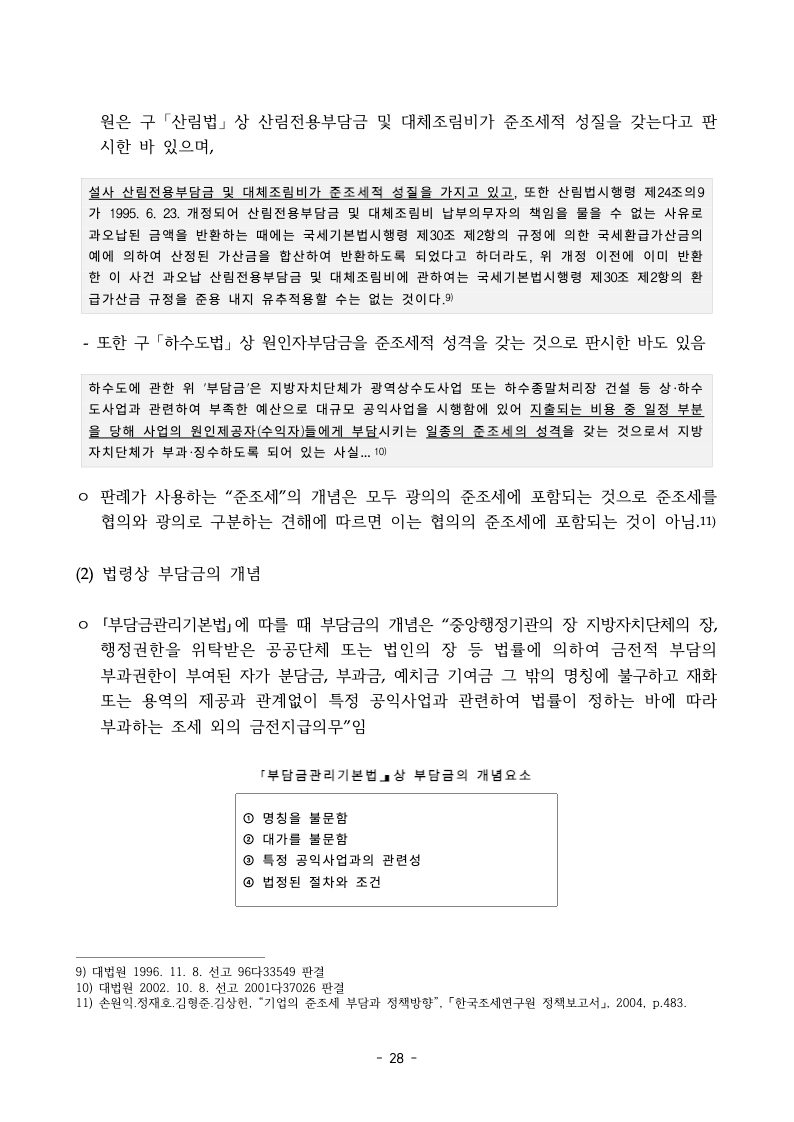 원은 구「산림법」상 산림전용부담금 및 대체조림비가 준조세적 성질을 갖는다고 판
시한 바 있으며,
설사 산림전용부담금 및 대체조림비가 준조세적 성질을 가지고 있고, 또한 산림법시행령 제24조의9
가 1995. 6. 23. 개정되어 산림전용부담금 및 대체조림비 납부의무자의 책임을 물을 수 없는 사유로
과오납된 금액을 반환하는 때에는 국세기본법시행령 제30조 제2항의 규정에 의한 국세환급가산금의
예에 의하여 산정된 가산금을 합산하여 반환하도록 되었다고 하더라도, 위 개정 이전에 이미 반환
한 이 사건 과오납 산림전용부담금 및 대체조림비에 관하여는 국세기본법시행령 제30조 제2항의 환
급가산금 규정을 준용 내지 유추적용할 수는 없는 것이다.9)
- 또한 구「하수도법」상 원인자부담금을 준조세적 성격을 갖는 것으로 판시한 바도 있음
하수도에 관한 위 '부담금'은 지방자치단체가 광역상수도사업 또는 하수종말처리장 건설 등 상·하수
도사업과 관련하여 부족한 예산으로 대규모 공익사업을 시행함에 있어 지출되는 비용 중 일정 부분
을 당해 사업의 원인제공자(수익자)들에게 부담시키는 일종의 준조세의 성격을 갖는 것으로서 지방
자치단체가 부과·징수하도록 되어 있는 사실... 10)
ㅇ 판례가 사용하는 “준조세”의 개념은 모두 광의의 준조세에 포함되는 것으로 준조세를
협의와 광의로 구분하는 견해에 따르면 이는 협의의 준조세에 포함되는 것이 아님.11)
(2) 법령상 부담금의 개념
ㅇ 「부담금관리기본법」에 따를 때 부담금의 개념은 “중앙행정기관의 장 지방자치단체의 장,
행정권한을 위탁받은 공공단체 또는 법인의 장 등 법률에 의하여 금전적 부담의
부과권한이 부여된 자가 분담금, 부과금, 예치금 기여금 그 밖의 명칭에 불구하고 재화
또는 용역의 제공과 관계없이 특정 공익사업과 관련하여 법률이 정하는 바에 따라
부과하는 조세 외의 금전지급의무”임
「부담금관리기본법」상 부담금의 개념요소
① 명칭을 불문함
② 대가를 불문함
③ 특정 공익사업과의 관련성
④ 법정된 절차와 조건
9) 대법원 1996. 11. 8. 선고 96다33549 판결
10) 대법원 2002. 10. 8. 선고 2001다37026 판결
11) 손원익.정재호.김형준.김상헌, “기업의 준조세 부담과 정책방향”, 「한국조세연구원 정책보고서」, 2004, p.483.
- 28 -